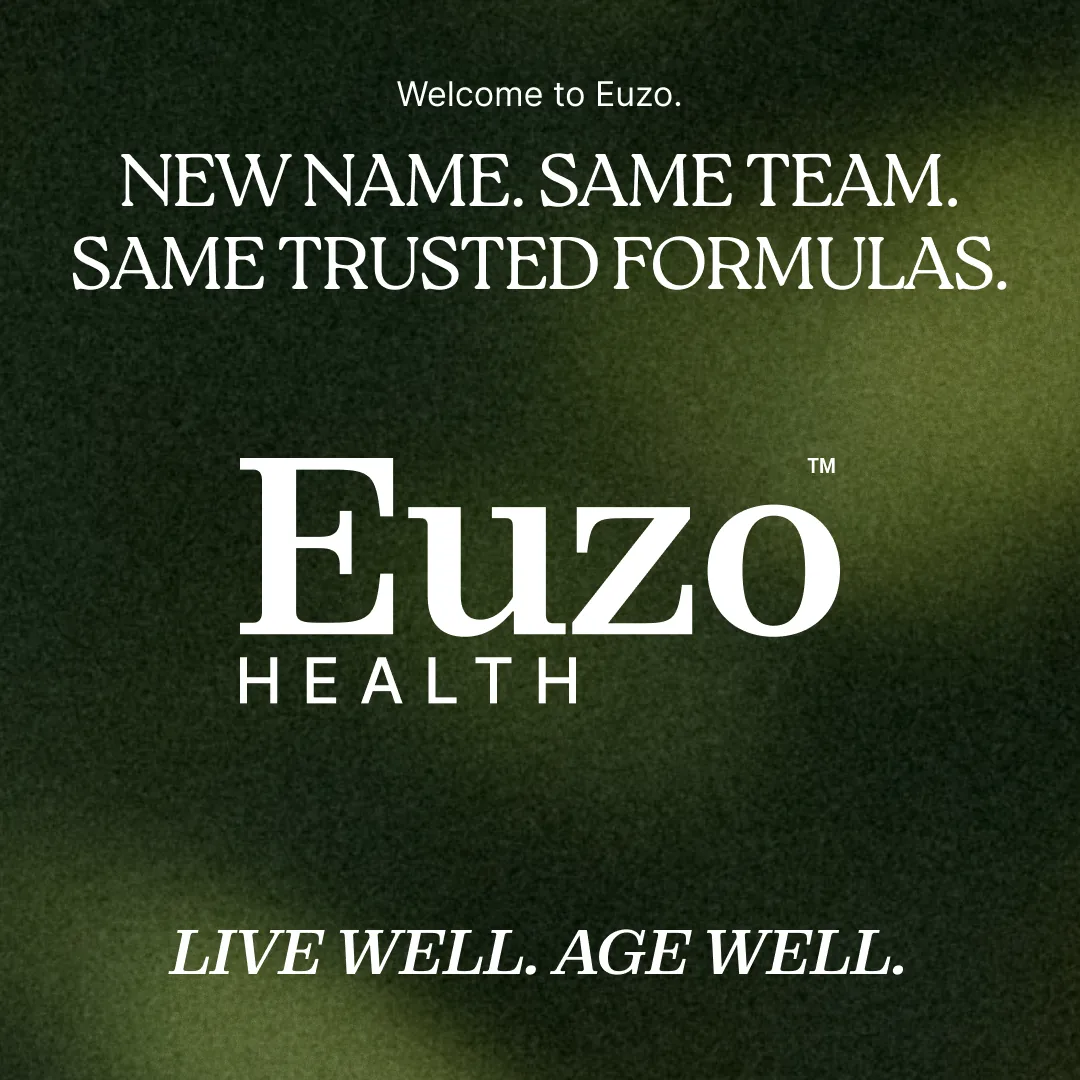 Welcome to Euzo.
NEW NAME. SAME TEAM.
SAME TRUSTED FORMULAS.
Euzo™
HEALTH
LIVE WELL. AGE WELL.